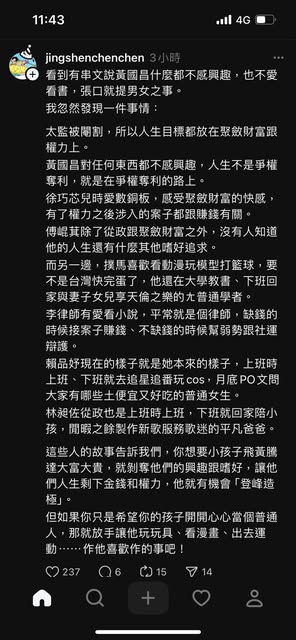 11:43
4G
jingshenchenchen 3小時
看到有串文說黃國昌什麼都不感興趣，也不愛
看書，張口就提男女之事。
我忽然發現一件事情：
太監被閹割，所以人生目標都放在聚斂財富跟
權力上。
黃國昌對任何東西都不感興趣，人生不是爭權
奪利，就是在爭權奪利的路上。
徐巧芯兒時愛數銅板，感受聚斂財富的快感，
有了權力之後涉入的案子都跟賺錢有關。
傅崐萁除了從政跟聚斂財富之外，沒有人知道
他的人生還有什麼其他嗜好追求。
而另一邊，撲馬喜歡看動漫玩模型打籃球，要
不是台灣快完蛋了，他還在大學教書、下班回
家與妻子女兒享天倫之樂的ㄤ普通學者。
李律師有愛看小說，平常就是個律師，缺錢的
時候接案子賺錢、不缺錢的時候幫弱勢跟社運
辯護。
賴品妤現在的樣子就是她本來的樣子，上班時
上班、下班就去追星追番玩cos，月底PO文問
大家有哪些土便宜又好吃的普通女生。
林昶佐從政也是上班時上班，下班就回家陪小
孩，閒暇之餘製作新歌服務歌迷的平凡爸爸。
這些人的故事告訴我們，你想要小孩子飛黃騰
達大富大貴，就剝奪他們的興趣跟嗜好，讓他
們人生剩下金錢和權力，他就有機會「登峰造
極」。
但如果你只是希望你的孩子開開心心當個普通
人，那就放手讓他玩玩具、看漫畫、出去運
動⋯⋯作他喜歡作的事吧！
237 6 15 14